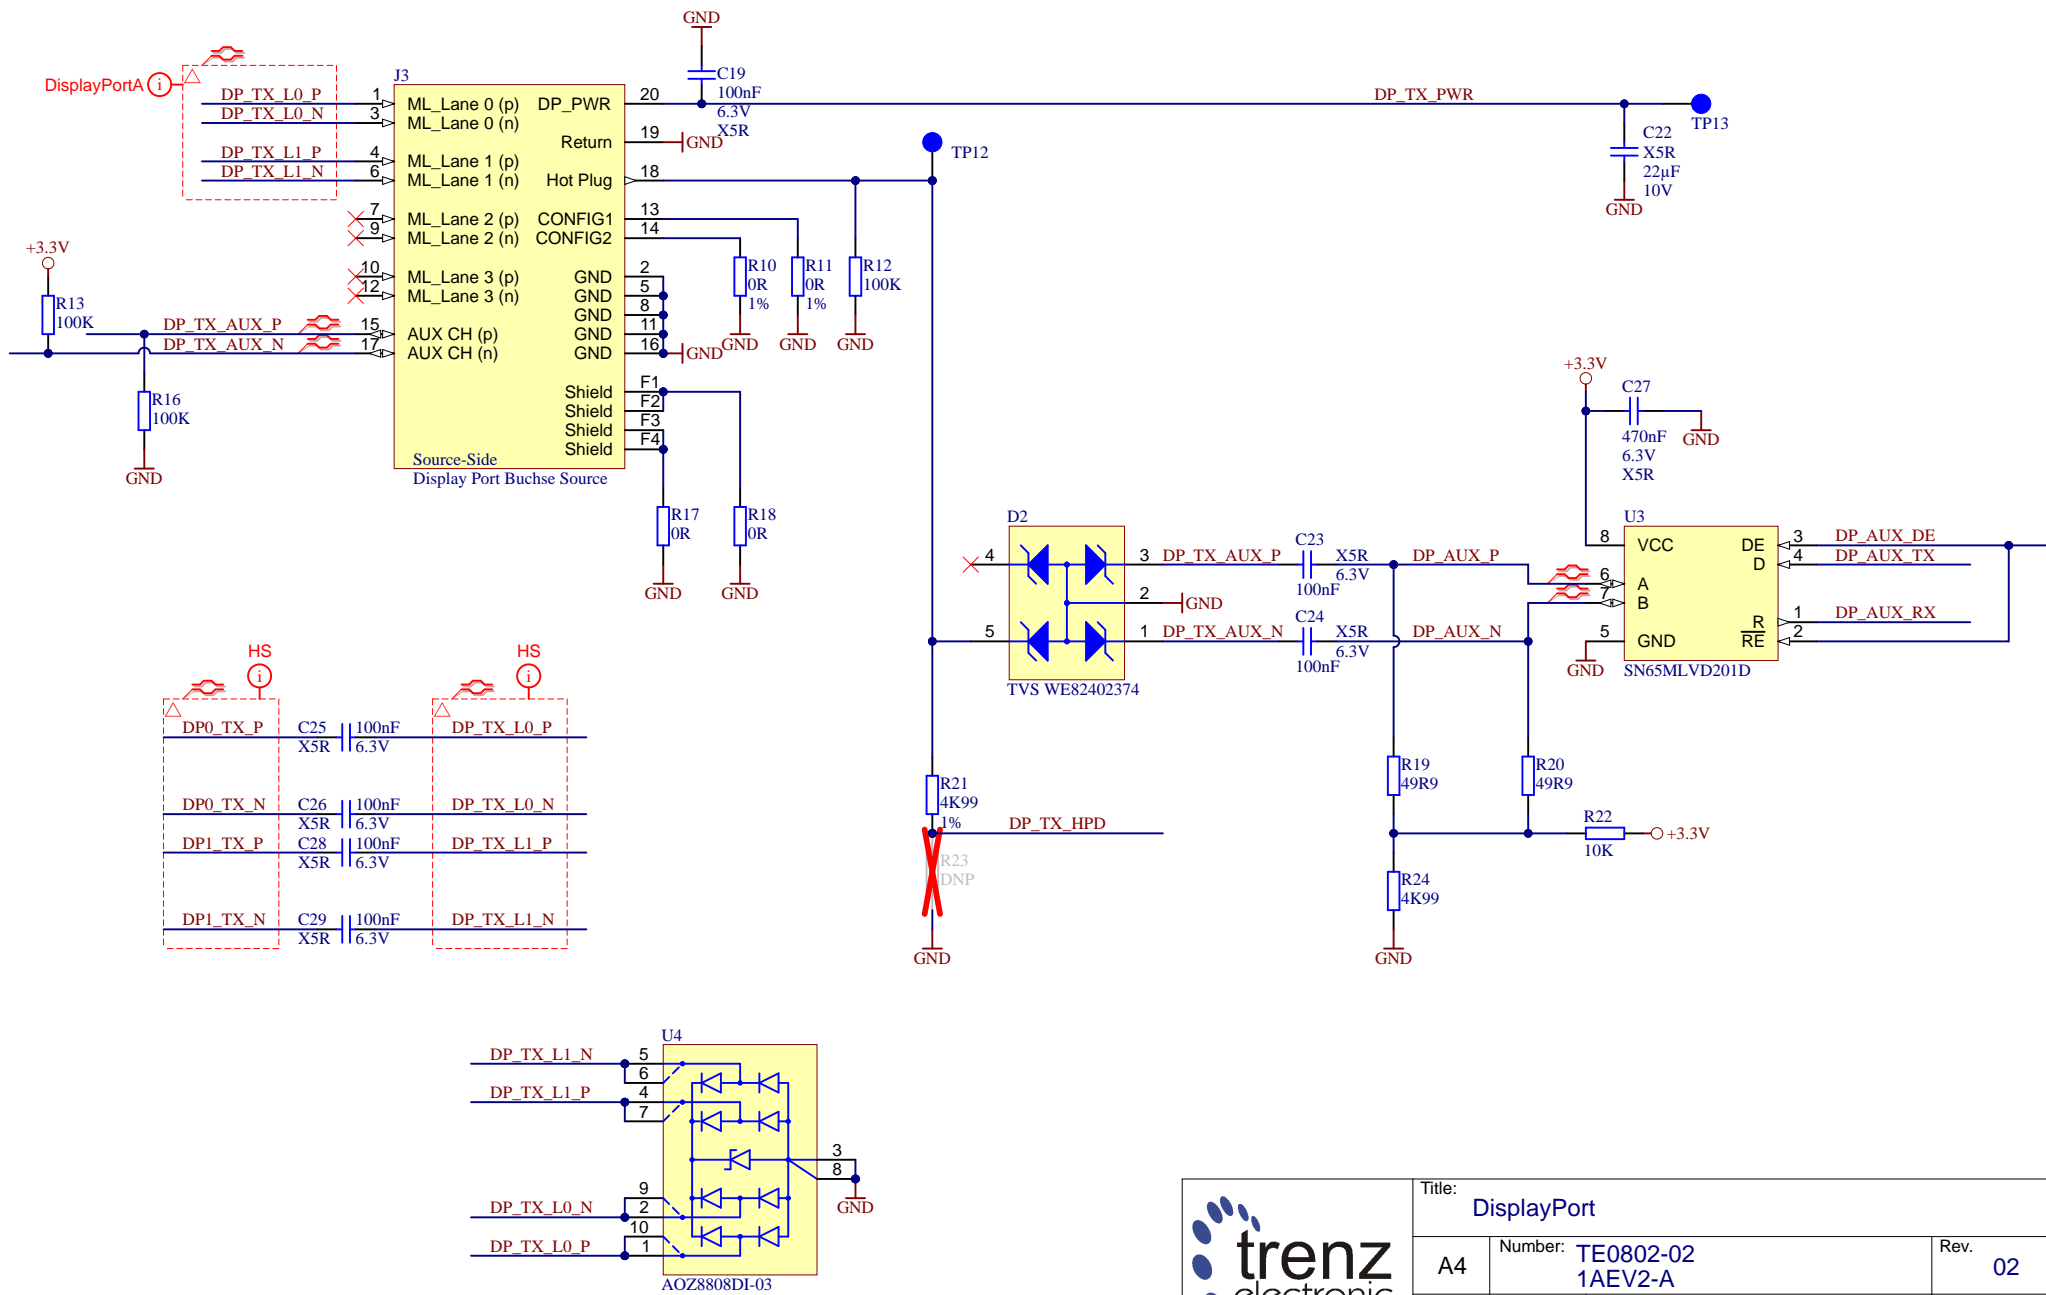 DisplayPortA
i
DP_TX_L0_P
DP_TX_L0_N
DP_TX_L1_P
DP_TX_L1_N
+3.3V
R13
100K
DP_TX_AUX_P
DP_TX_AUX_N
R16
100K
GND
J3
1
3
4
6
7
9
10
12
15
17
ML_Lane 0 (p)
ML_Lane 0 (n)
ML_Lane 1 (p)
ML_Lane 1 (n)
ML_Lane 2 (p)
ML_Lane 2 (n)
ML_Lane 3 (p)
ML_Lane 3 (n)
AUX CH (p)
AUX CH (n)
DP_PWR
Return
Hot Plug
CONFIG1
CONFIG2
GND
GND
GND
GND
GND
Shield
Shield
Shield
Shield
20
19
18
13
14
2
5
8
11
16
F1
F2
F3
F4
Source-Side
Display Port Buchse Source
GND
C19
100nF
6.3V
X5R
GND
DP_TX_PWR
TP13
C22
X5R
22µF
10V
GND
TP12
R10
0R
1%
GND
R11
0R
1%
GND
R12
100K
GND
GND
R17
0R
GND
R18
0R
GND
D2
4
5
3
2
1
TVS WE82402374
DP_TX_AUX_P
GND
DP_TX_AUX_N
C23
X5R
6.3V
100nF
C24
X5R
6.3V
100nF
DP_AUX_P
DP_AUX_N
+3.3V
C27
470nF
6.3V
X5R
GND
U3
8
6
7
5
VCC
A
B
GND
DE
D
R
RE
3
4
1
2
DP_AUX_DE
DP_AUX_TX
DP_AUX_RX
GND
SN65MLVD201D
R19
49R9
R20
49R9
R22
10K
+3.3V
R24
4K99
GND
R21
4K99
1%
DP_TX_HPD
R23
DNP
GND
HS
i
HS
i
DP0_TX_P
C25
X5R
100nF
6.3V
DP_TX_L0_P
DP0_TX_N
C26
X5R
100nF
6.3V
DP_TX_L0_N
DP1_TX_P
C28
X5R
100nF
6.3V
DP_TX_L1_P
DP1_TX_N
C29
X5R
100nF
6.3V
DP_TX_L1_N
U4
DP_TX_L1_N
DP_TX_L1_P
DP_TX_L0_N
DP_TX_L0_P
5
6
4
7
9
2
10
1
3
8
GND
AOZ8808DI-03
trenz
electronic
Title:
DisplayPort
A4
Number:
TE0802-02
1AEV2-A
Rev.
02